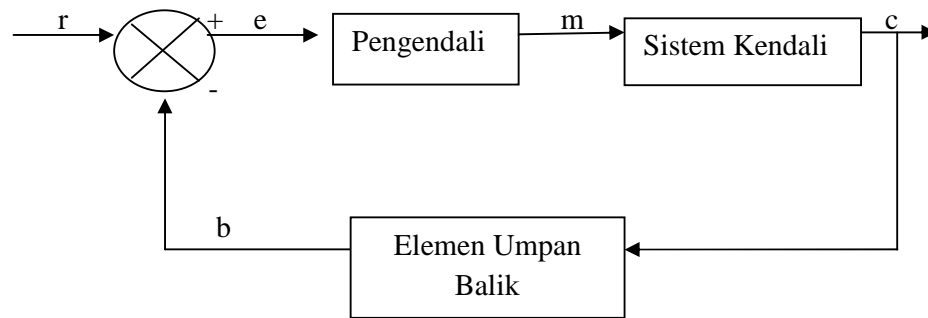 r
+
e
Pengendali
m
Sistem Kendali
c
-
b
Elemen Umpan
Balik